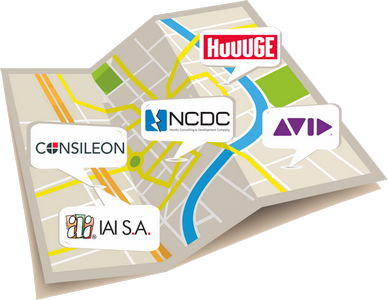 HUUUGE
NCDC
Nordic Consulting & Development Company
AVID
CONSILEON
IAI S.A.